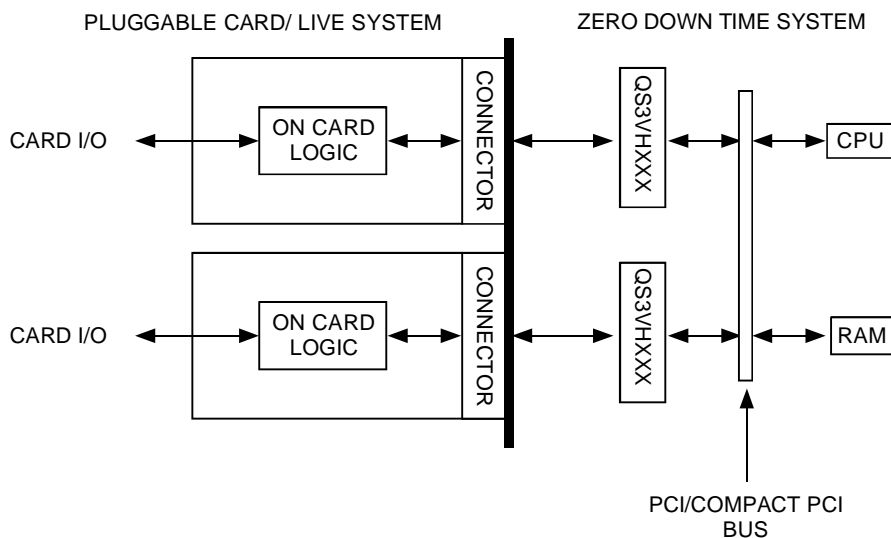 PLUGGABLE CARD/ LIVE SYSTEM
ZERO DOWN TIME SYSTEM
CARD I/O
ON CARD
LOGIC
CONNECTOR
QS3VHXXX
CPU
CARD I/O
ON CARD
LOGIC
CONNECTOR
QS3VHXXX
RAM
PCI/COMPACT PCI
BUS